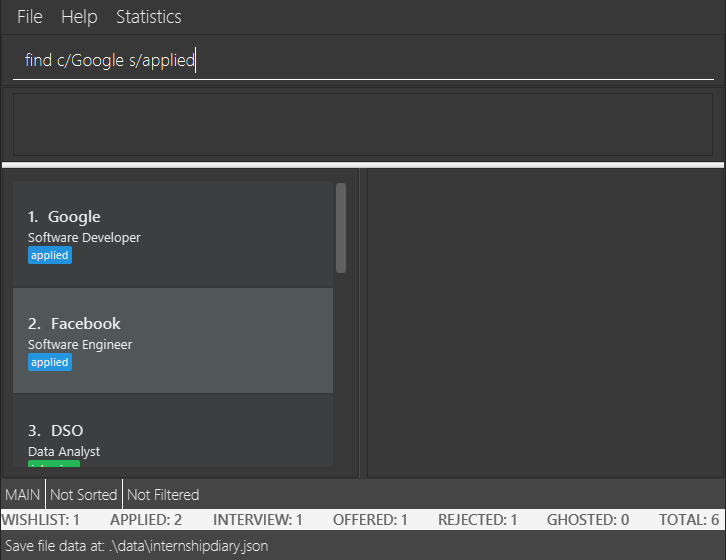 File Help Statistics
find c/Google s/applied
1. Google
Software Developer
applied
2. Facebook
Software Engineer
applied
3. DSO
Data Analyst
MAIN Not Sorted Not Filtered
WISHLIST: 1 APPLIED: 2 INTERVIEW: 1 OFFERED: 1 REJECTED: 1 GHOSTED: 0 TOTAL: 6
Save file data at: .\data\internshipdiary.json